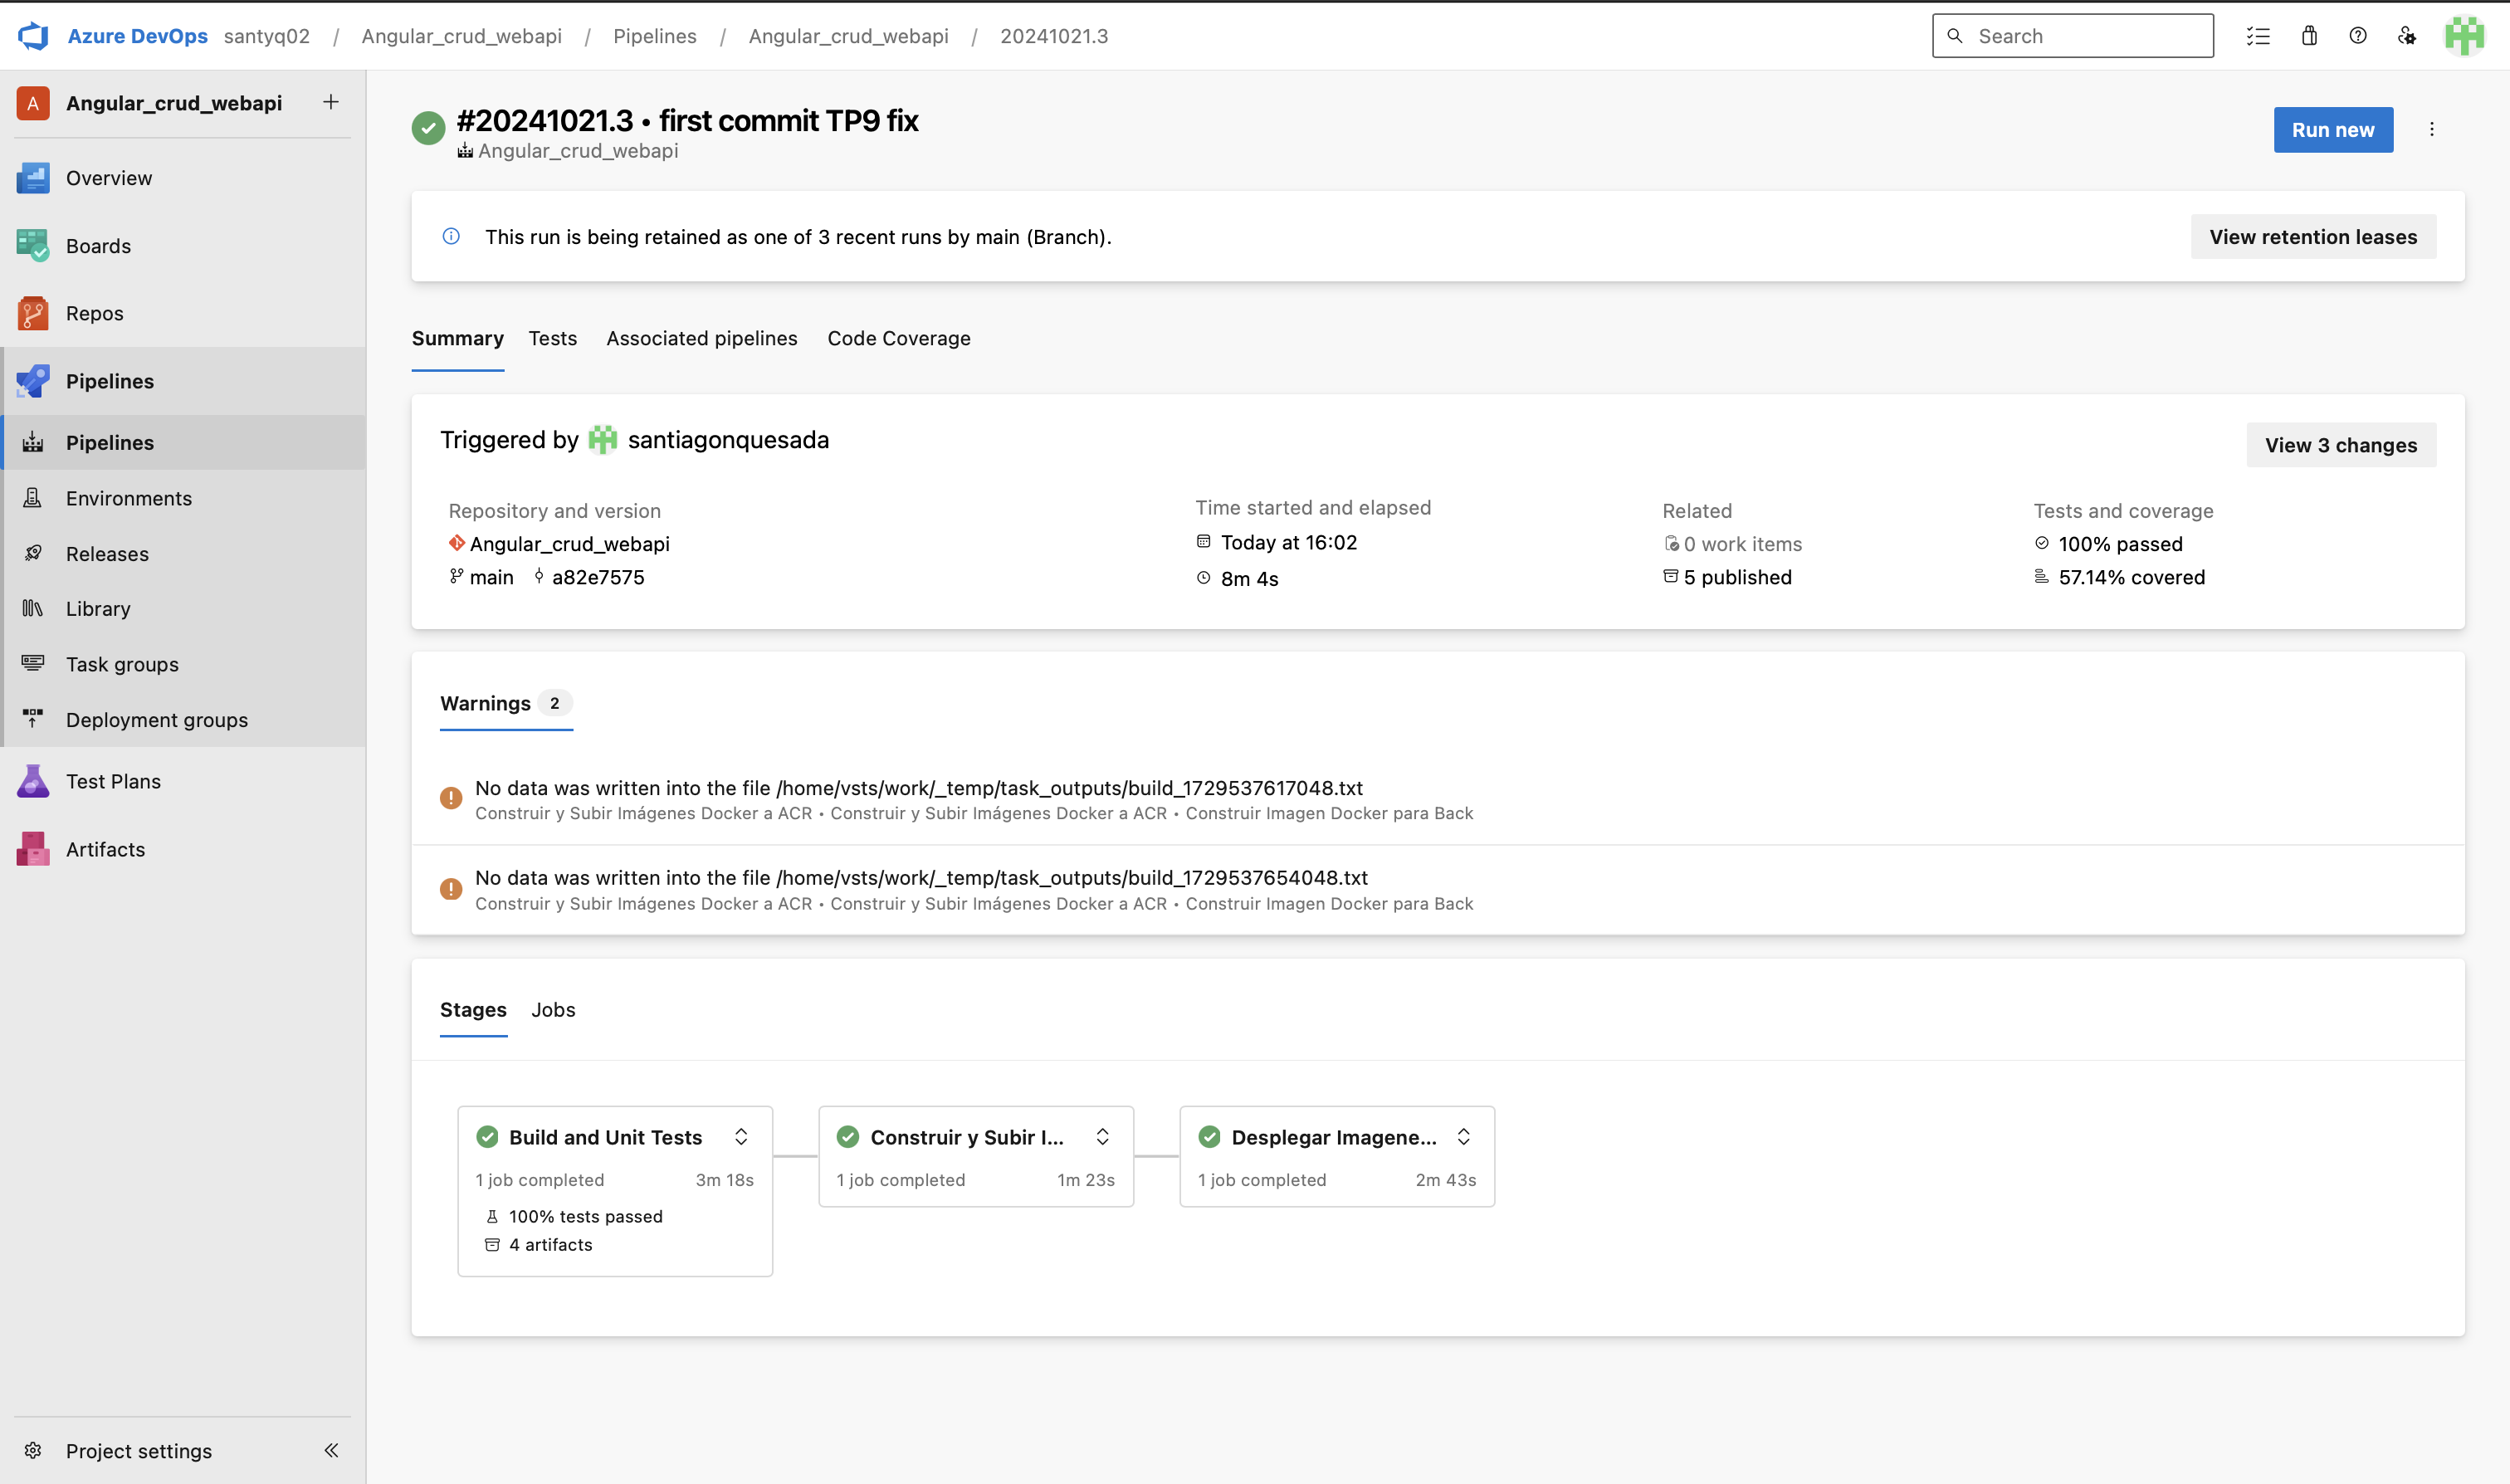 Azure DevOps santyq02 / Angular_crud_webapi / Pipelines / Angular_crud_webapi / 20241021.3
Search
A Angular_crud_webapi
Overview
Boards
Repos
Pipelines
Pipelines
Environments
Releases
Library
Task groups
Deployment groups
Test Plans
Artifacts
Project settings
#20241021.3 • first commit TP9 fix
Angular_crud_webapi
Run new
This run is being retained as one of 3 recent runs by main (Branch).
View retention leases
Summary Tests Associated pipelines Code Coverage
Triggered by santiagonquesada
View 3 changes
Repository and version
Angular_crud_webapi
main a82e7575
Time started and elapsed
Today at 16:02
8m 4s
Related
0 work items
5 published
Tests and coverage
100% passed
57.14% covered
Warnings 2
No data was written into the file /home/vsts/work/_temp/task_outputs/build_1729537617048.txt
Construir y Subir Imágenes Docker a ACR • Construir y Subir Imágenes Docker a ACR • Construir Imagen Docker para Back
No data was written into the file /home/vsts/work/_temp/task_outputs/build_1729537654048.txt
Construir y Subir Imágenes Docker a ACR • Construir y Subir Imágenes Docker a ACR • Construir Imagen Docker para Back
Stages Jobs
Build and Unit Tests
1 job completed 3m 18s
100% tests passed
4 artifacts
Construir y Subir I...
1 job completed 1m 23s
Desplegar Imagene...
1 job completed 2m 43s